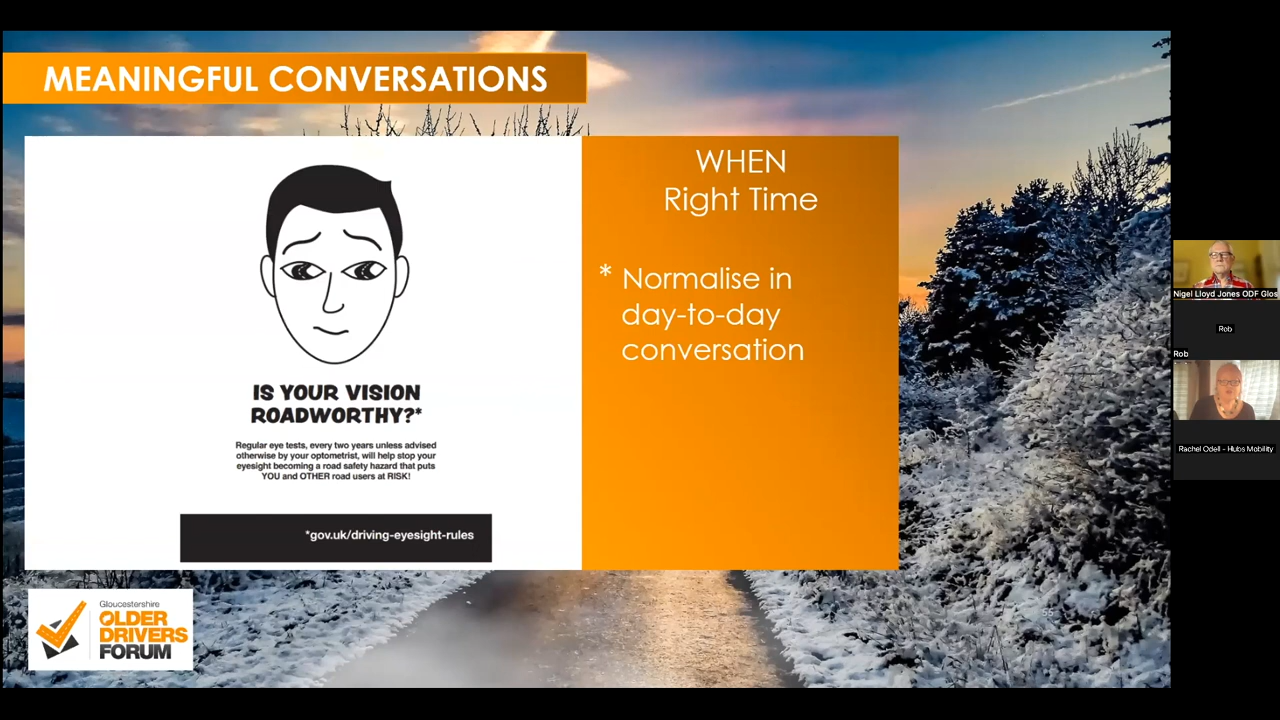 MEANINGFUL CONVERSATIONS
IS YOUR VISION
ROADWORTHY?*
Regular eye tests, every two years unless advised
otherwise by your optometrist, will help stop your
eyesight becoming a road safety hazard that puts
YOU and OTHER road users at RISK!
*gov.uk/driving-eyesight-rules
WHEN
Right Time
* Normalise in
day-to-day
conversation
Gloucestershire
OLDER
DRIVERS
FORUM
Nigel Lloyd Jones ODF Glos
Rob
Rob
Rachel Odell - Hubs Mobility